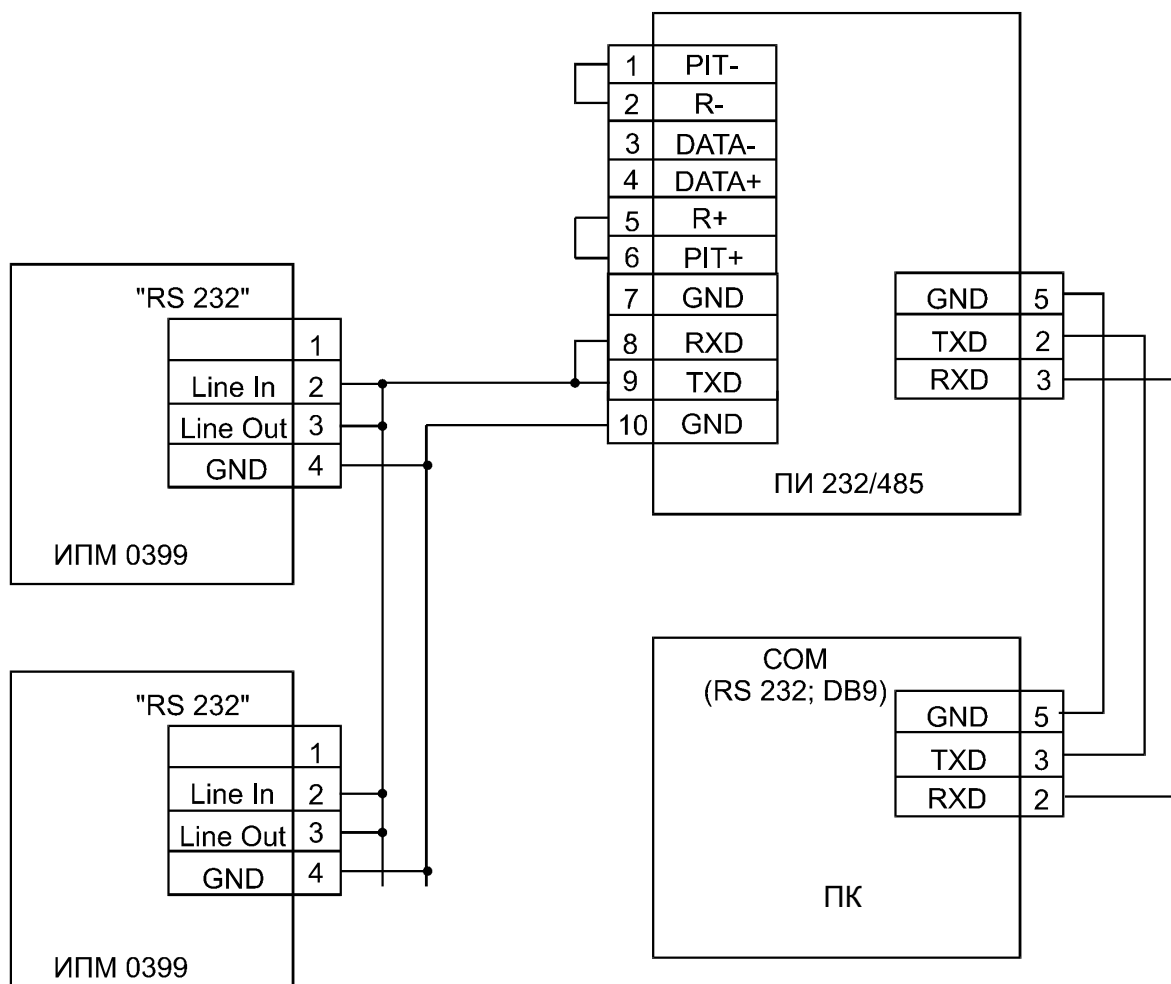 1 PIT-
2 R-
3 DATA-
4 DATA+
5 R+
6 PIT+
7 GND
8 RXD
9 TXD
10 GND
GND 5
TXD 2
RXD 3
ПИ 232/485
"RS 232"
1
Line In 2
Line Out 3
GND 4
ИПМ 0399
"RS 232"
1
Line In 2
Line Out 3
GND 4
ИПМ 0399
COM
(RS 232; DB9)
GND 5
TXD 3
RXD 2
ПК